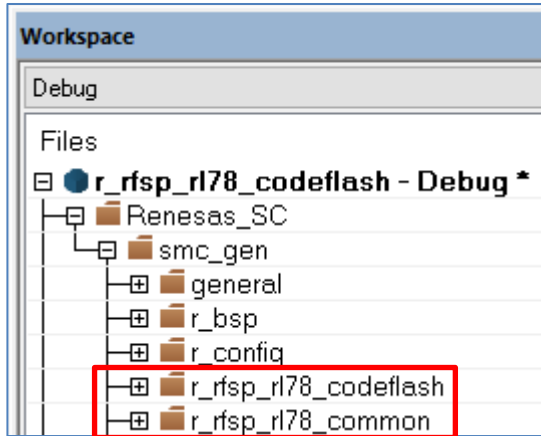 Workspace
Debug
Files
r_rfsp_rl78_codeflash - Debug *
Renesas_SC
smc_gen
general
r_bsp
r_config
r_rfsp_rl78_codeflash
r_rfsp_rl78_common